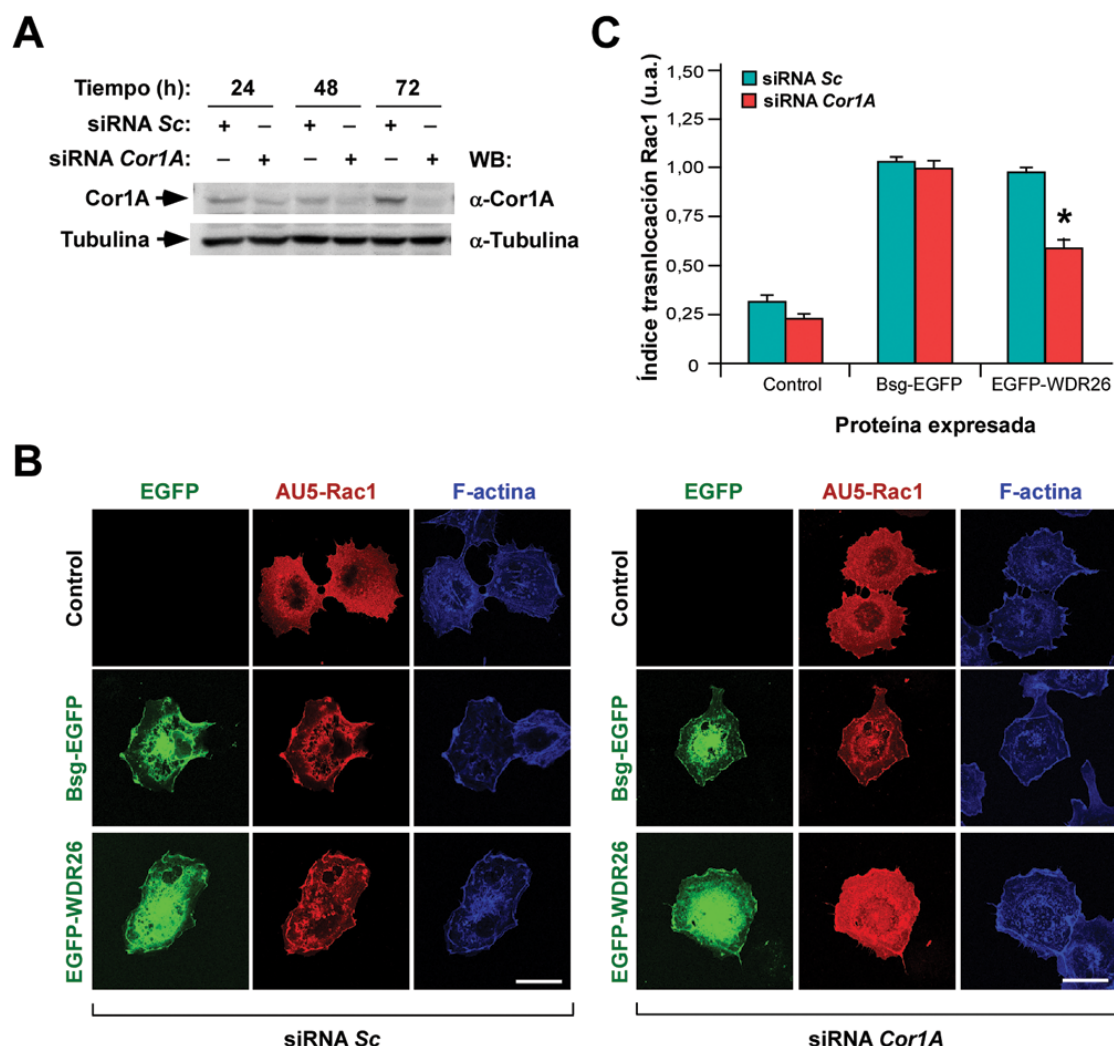 A
Tiempo (h): 24 48 72
siRNA Sc: + – + – + –
siRNA Cor1A: – + – + – + WB:
Cor1A α-Cor1A
Tubulina α-Tubulina
C
Índice trasnlocación Rac1 (u.a.)
1,50
1,25
1,00
0,75
0,50
0,25
0
siRNA Sc
siRNA Cor1A
*
Control Bsg-EGFP EGFP-WDR26
Proteína expresada
B
EGFP AU5-Rac1 F-actina EGFP AU5-Rac1 F-actina
Control Control
Bsg-EGFP Bsg-EGFP
EGFP-WDR26 EGFP-WDR26
siRNA Sc siRNA Cor1A